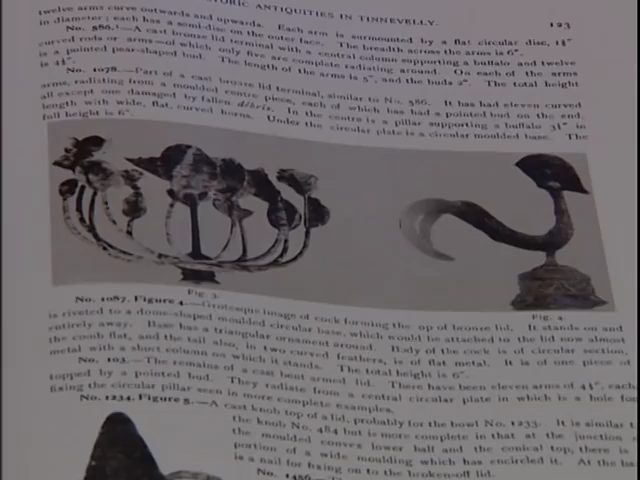 STORIC ANTIQUITIES IN TINNEVELLY. 123
twelve arms curve outwards and upwards. Each arm is surmounted by a flat circular disc, 1¼"
in diameter; each has a semi-disc on the outer face. The breadth across the arms is 6".
No. 586.—A cast bronze lid terminal with a central column supporting a buffalo and twelve
curved rods or arms—of which only five are complete radiating around. On each of the arms
is a pointed pear-shaped bud. The length of the arms is 5", and the buds 2". The total height
is 4¾".
No. 1078.—Part of a cast bronze lid terminal, similar to No. 586. It has had eleven curved
arms, radiating from a moulded centre piece, each of which has had a pointed bud on the end,
all except one damaged by fallen débris. In the centre is a pillar supporting a buffalo 3½" in
length with wide, flat, curved horns. Under the circular plate is a circular moulded base. The
full height is 6".
Fig. 3.
Fig. 4.
No. 1087, Figure 4.—Grotesque image of cock forming the top of bronze lid. It stands on and
is riveted to a dome-shaped moulded circular base, which would be attached to the lid now almost
entirely away. Base has a triangular ornament around. Body of the cock is of circular section,
the comb flat, and the tail also, in two curved feathers, is of flat metal. It is of one piece of
metal with a short column on which it stands. The total height is 6".
No. 103.—The remains of a cast bent armed lid. There have been eleven arms of 4½", each
topped by a pointed bud. They radiate from a central circular plate in which is a hole for
fixing the circular pillar seen in more complete examples.
No. 1234, Figure 5.—A cast knob top of a lid, probably for the bowl No. 1233. It is similar t
the knob No. 484 but is more complete in that at the junction
the moulded convex lower half and the conical top, there is
portion of a wide moulding which has encircled it. At the ba
is a nail for fixing on to the broken-off lid.